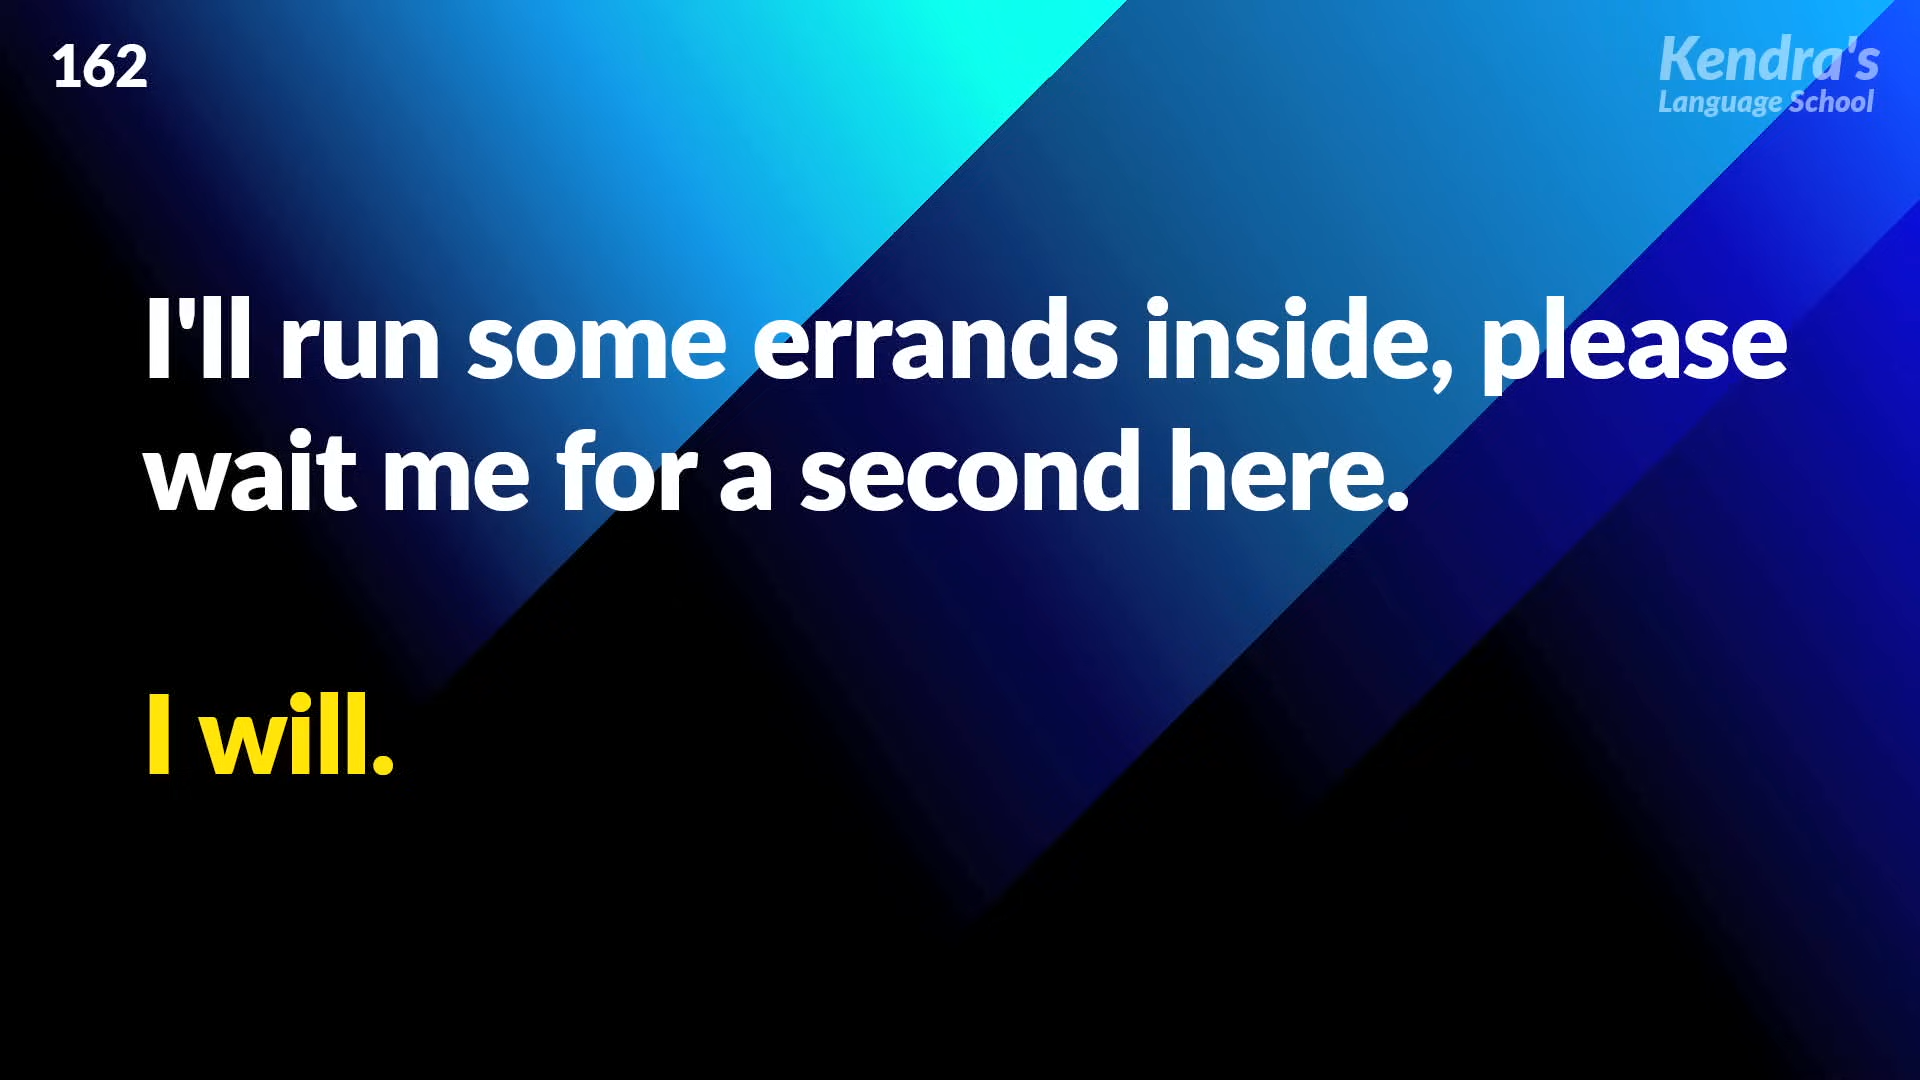 162
Kendra's
Language School
I'll run some errands inside, please
wait me for a second here.
I will.